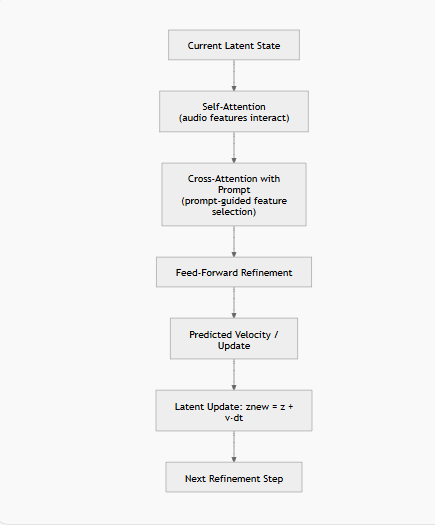 Current Latent State
Self-Attention
(audio features interact)
Cross-Attention with
Prompt
(prompt-guided feature
selection)
Feed-Forward Refinement
Predicted Velocity /
Update
Latent Update: znew = z +
v·dt
Next Refinement Step